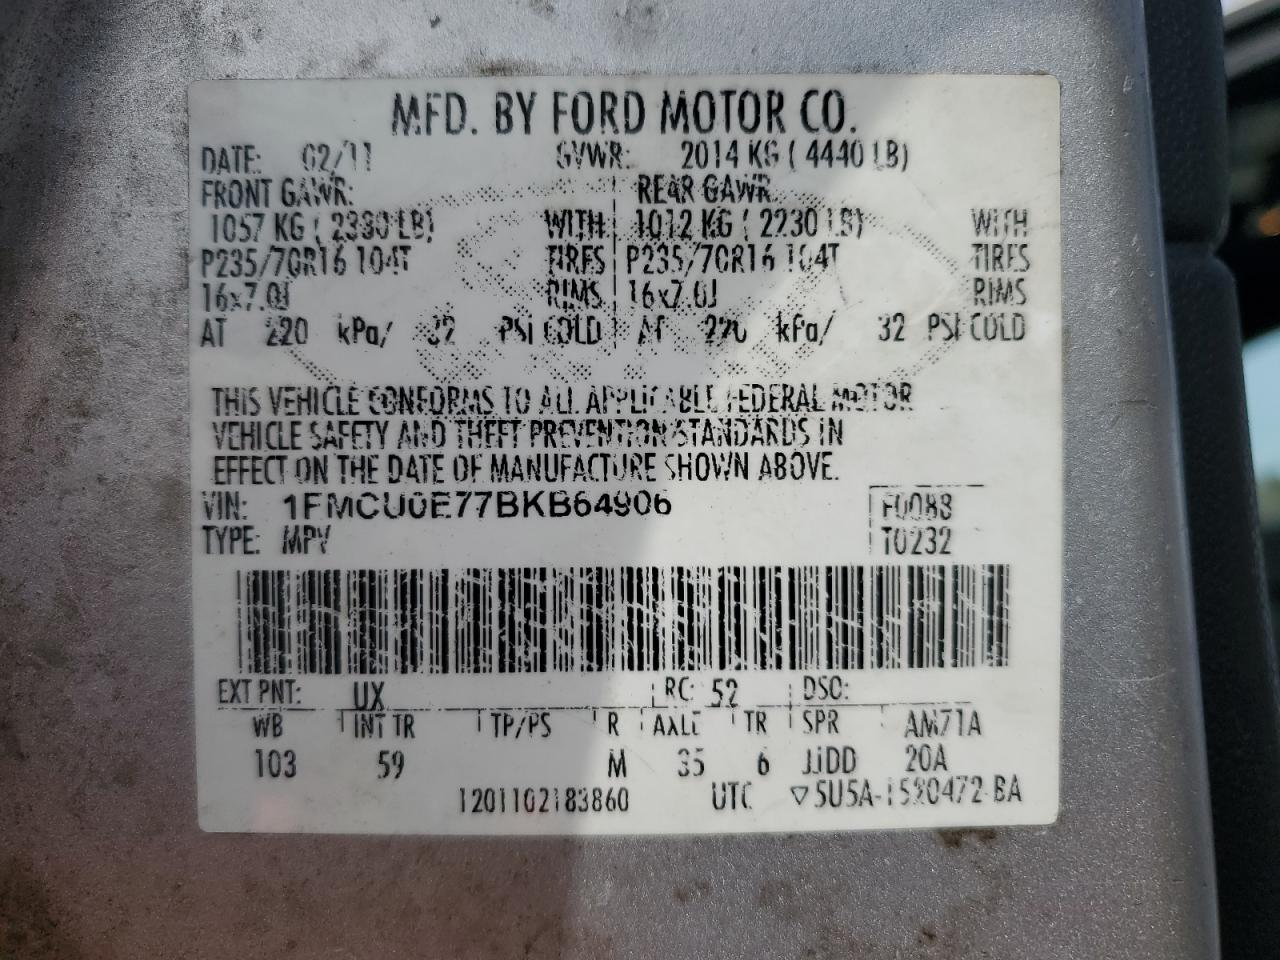 MFD. BY FORD MOTOR CO.
DATE: 02/11 GVWR: 2014 KG ( 4440 LB)
FRONT GAWR: REAR GAWR:
1057 KG ( 2330 LB) WITH 1012 KG ( 2230 LB) WITH
P235/70R16 104T TIRES P235/70R16 104T TIRES
16x7.0J RIMS 16x7.0J RIMS
AT 220 kPa/ 32 PSI COLD AT 220 kPa/ 32 PSI COLD
THIS VEHICLE CONFORMS TO ALL APPLICABLE FEDERAL MOTOR
VEHICLE SAFETY AND THEFT PREVENTION STANDARDS IN
EFFECT ON THE DATE OF MANUFACTURE SHOWN ABOVE.
VIN: 1FMCU0E77BKB64906 F0088
TYPE: MPV T0232
EXT PNT: UX RC: 52 DSO:
WB INT TR TP/PS R AXLE TR SPR AM71A
103 59 M 35 6 JJDD 20A
1201102183860 UTC ▽5U5A-1520472-BA